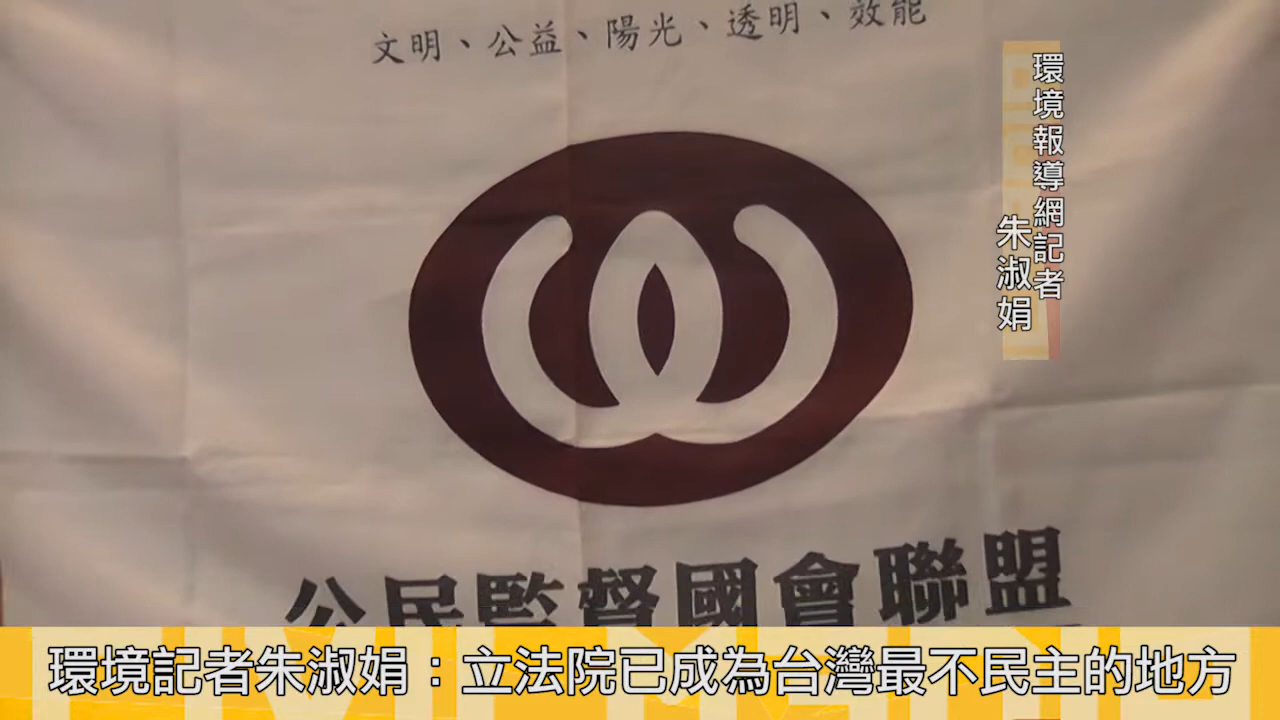 文明、公益、陽光、透明、效能
環境報導網記者
朱淑娟
公民監督國會聯盟
環境記者朱淑娟：立法院已成為台灣最不民主的地方